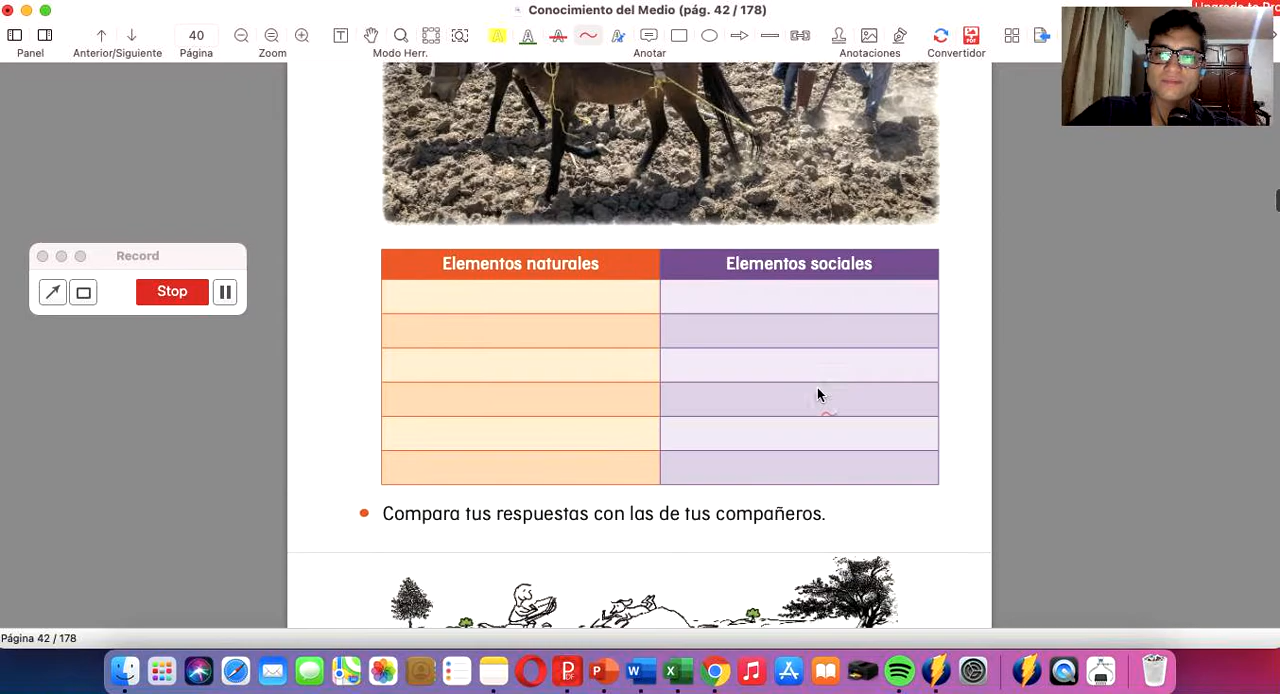 Conocimiento del Medio (pág. 42 / 178)
40
Panel
Anterior/Siguiente
Página
Zoom
Modo Herr.
Anotar
Anotaciones
Convertidor
Record
Stop
Elementos naturales
Elementos sociales
Compara tus respuestas con las de tus compañeros.
Página 42 / 178